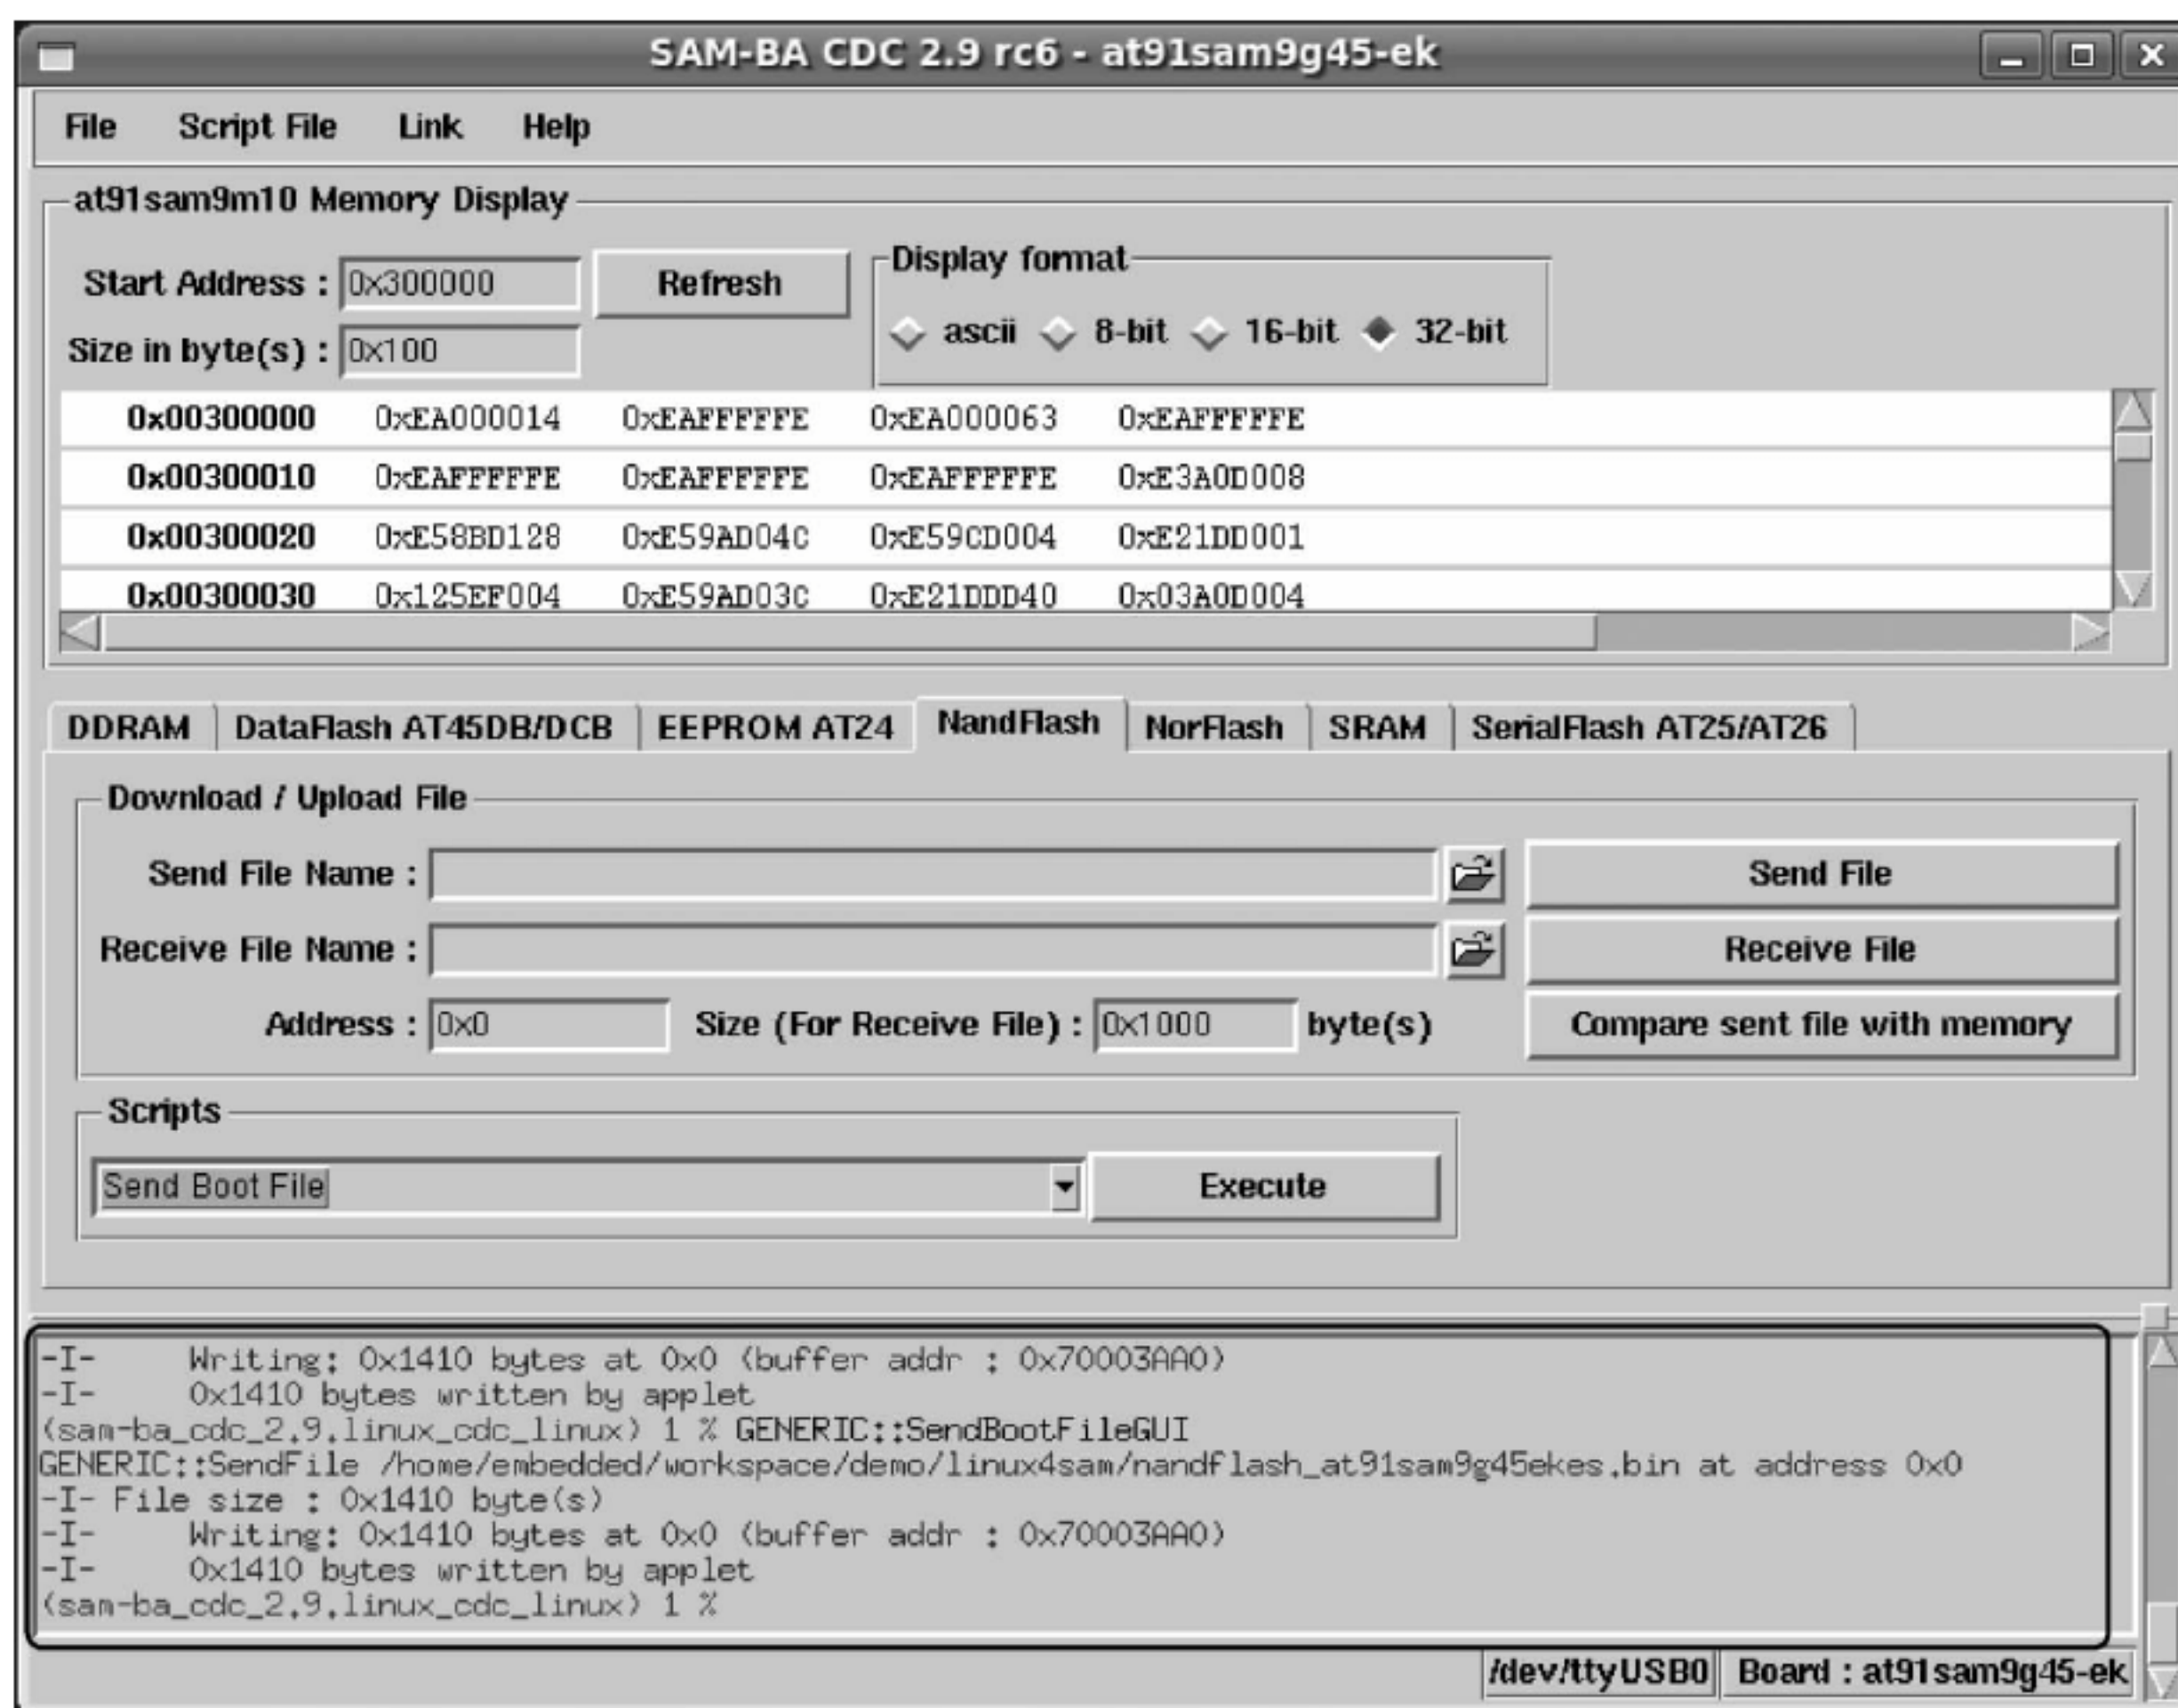 SAM-BA CDC 2.9 rc6 - at91sam9g45-ek
File Script File Link Help
at91sam9m10 Memory Display
Start Address : 0x300000 Refresh
Display format
ascii 8-bit 16-bit 32-bit
Size in byte(s) : 0x100
0x00300000 0xEA000014 0xEAFFFFFE 0xEA000063 0xEAFFFFFE
0x00300010 0xEAFFFFFE 0xEAFFFFFE 0xEAFFFFFE 0xE3A0D008
0x00300020 0xE58BD128 0xE59AD04C 0xE59CD004 0xE21DD001
0x00300030 0x125EF004 0xE59AD03C 0xE21DDD40 0x03A0D004
DDRAM DataFlash AT45DB/DCB EEPROM AT24 NandFlash NorFlash SRAM SerialFlash AT25/AT26
Download / Upload File
Send File Name : Send File
Receive File Name : Receive File
Address : 0x0 Size (For Receive File) : 0x1000 byte(s) Compare sent file with memory
Scripts
Send Boot File Execute
-I- Writing: 0x1410 bytes at 0x0 (buffer addr : 0x70003AA0)
-I- 0x1410 bytes written by applet
(sam-ba_cdc_2.9.linux_cdc_linux) 1 % GENERIC::SendBootFileGUI
GENERIC::SendFile /home/embedded/workspace/demo/linux4sam/nandflash_at91sam9g45ekes.bin at address 0x0
-I- File size : 0x1410 byte(s)
-I- Writing: 0x1410 bytes at 0x0 (buffer addr : 0x70003AA0)
-I- 0x1410 bytes written by applet
(sam-ba_cdc_2.9.linux_cdc_linux) 1 %
/dev/ttyUSB0 Board : at91sam9g45-ek